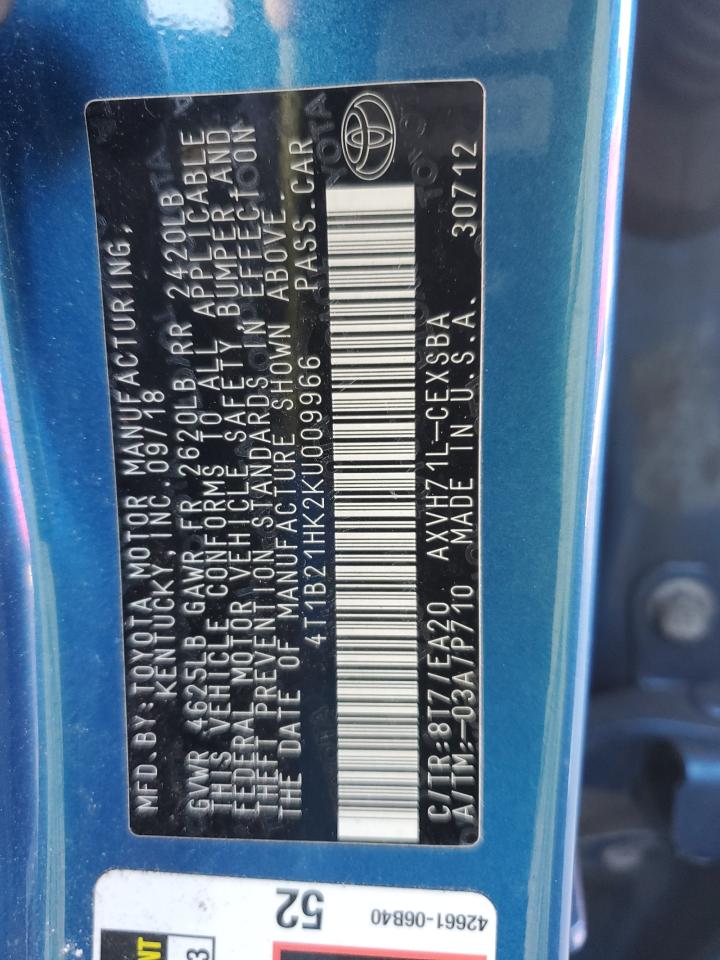 MFD. BY: TOYOTA MOTOR MANUFACTURING,
KENTUCKY, INC. 09/18
GVWR 4625LB GAWR FR 2620LB RR 2420LB
THIS VEHICLE CONFORMS TO ALL APPLICABLE
FEDERAL MOTOR VEHICLE SAFETY, BUMPER AND
THEFT PREVENTION STANDARDS IN EFFECT ON
THE DATE OF MANUFACTURE SHOWN ABOVE.
4T1B21HK2KU009966 PASS.CAR
C/TR:8T7/EA20 AXVH71L-CEXSBA
A/TM:-03A/P710 MADE IN U.S.A. 30712
52
42661-06B40